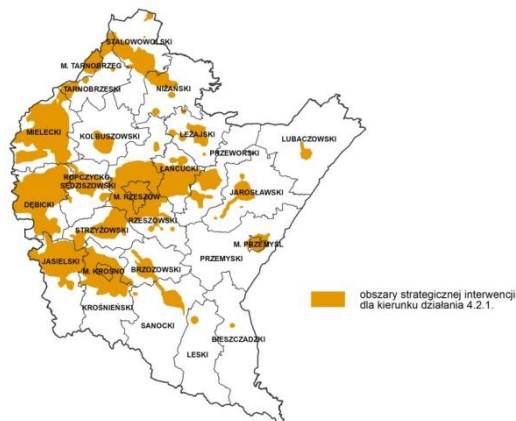 STALOWOWOLSKI
M. TARNOBRZEG
TARNOBRZESKI
NIŻAŃSKI
MIELECKI
KOLBUSZOWSKI
LEŻAJSKI
LUBACZOWSKI
PRZEWORSKI
ROPCZYCKO-
SĘDZISZOWSKI
ŁAŃCUCKI
M. RZESZÓW
JAROSŁAWSKI
DĘBICKI
RZESZOWSKI
STRZYŻOWSKI
M. PRZEMYŚL
JASIELSKI
M. KROSNO
BRZOZOWSKI
PRZEMYSKI
KROŚNIEŃSKI
SANOCKI
LESKI
BIESZCZADZKI
obszary strategicznej interwencji
dla kierunku działania 4.2.1.